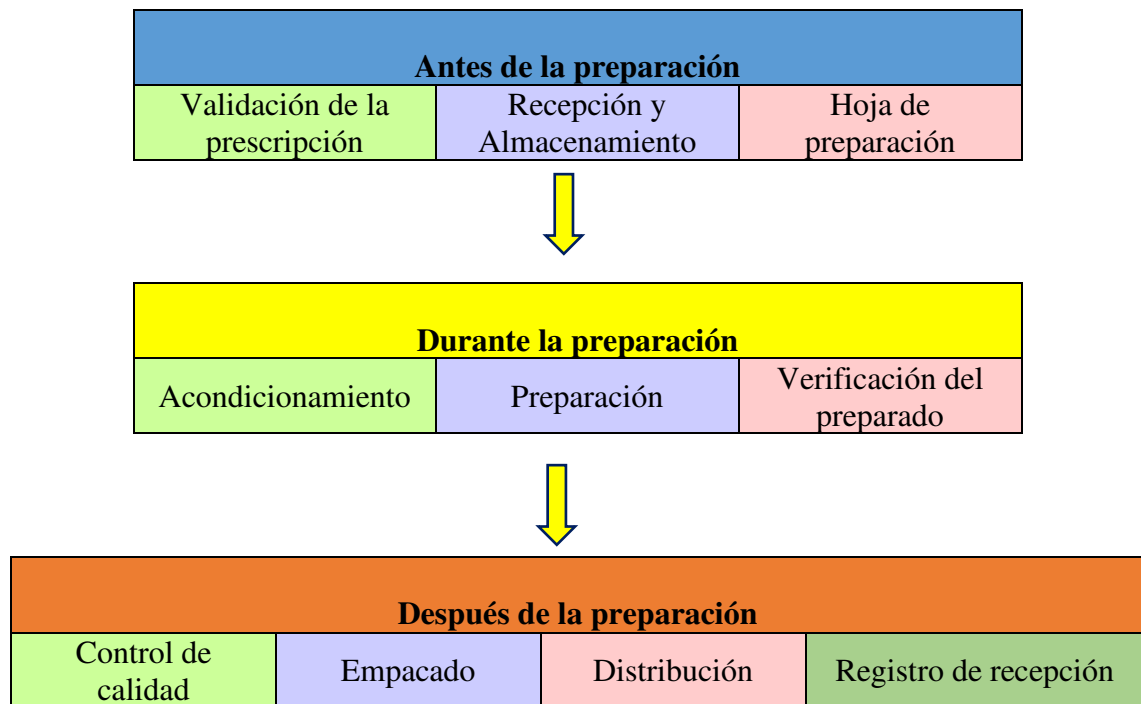 Antes de la preparación
Validación de la
prescripción
Recepción y
Almacenamiento
Hoja de
preparación
Durante la preparación
Acondicionamiento
Preparación
Verificación del
preparado
Después de la preparación
Control de
calidad
Empacado
Distribución
Registro de recepción